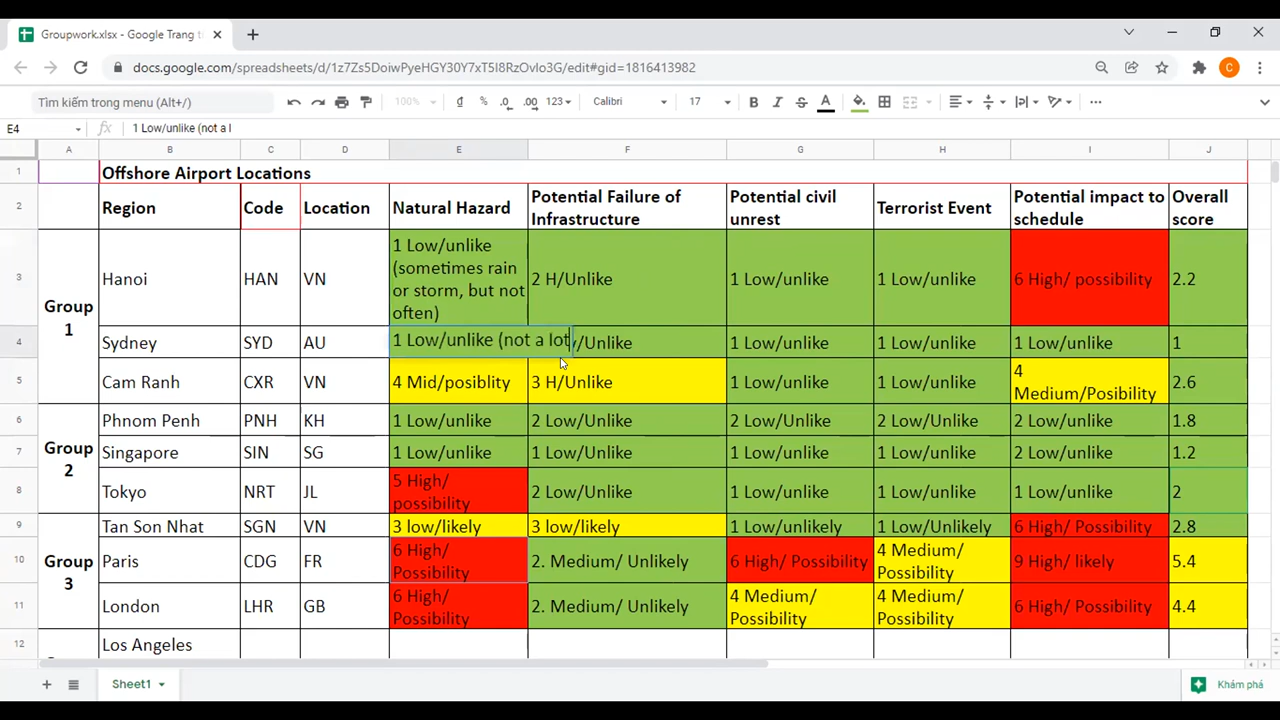 Groupwork.xlsx - Google Trang t
docs.google.com/spreadsheets/d/1z7Zs5DoiwPyeHGY30Y7xT5I8RzOvIo3G/edit#gid=1816413982
Tìm kiếm trong menu (Alt+/)
100%
₫
%
.0
.00
123
Calibri
17
B
I
S
A
C
E4
fx
1 Low/unlike (not a l
A
B
C
D
E
F
G
H
I
J
1
Offshore Airport Locations
2
Region
Code
Location
Natural Hazard
Potential Failure of
Infrastructure
Potential civil
unrest
Terrorist Event
Potential impact to
schedule
Overall
score
Group
1
3
Hanoi
HAN
VN
1 Low/unlike
(sometimes rain
or storm, but not
often)
2 H/Unlike
1 Low/unlike
1 Low/unlike
6 High/ possibility
2.2
4
Sydney
SYD
AU
1 Low/unlike (not a lot
/Unlike
1 Low/unlike
1 Low/unlike
1 Low/unlike
1
5
Cam Ranh
CXR
VN
4 Mid/posiblity
3 H/Unlike
1 Low/unlike
1 Low/unlike
4
Medium/Posibility
2.6
Group
2
6
Phnom Penh
PNH
KH
1 Low/unlike
2 Low/Unlike
2 Low/Unlike
2 Low/Unlike
2 Low/unlike
1.8
7
Singapore
SIN
SG
1 Low/unlike
1 Low/Unlike
1 Low/unlike
1 Low/unlike
2 Low/unlike
1.2
8
Tokyo
NRT
JL
5 High/
possibility
2 Low/Unlike
1 Low/unlike
1 Low/unlike
1 Low/unlike
2
Group
3
9
Tan Son Nhat
SGN
VN
3 low/likely
3 low/likely
1 Low/unlikely
1 Low/Unlikely
6 High/ Possibility
2.8
10
Paris
CDG
FR
6 High/
Possibility
2. Medium/ Unlikely
6 High/ Possibility
4 Medium/
Possibility
9 High/ likely
5.4
11
London
LHR
GB
6 High/
Possibility
2. Medium/ Unlikely
4 Medium/
Possibility
4 Medium/
Possibility
6 High/ Possibility
4.4
12
Los Angeles
Sheet1
Khám phá